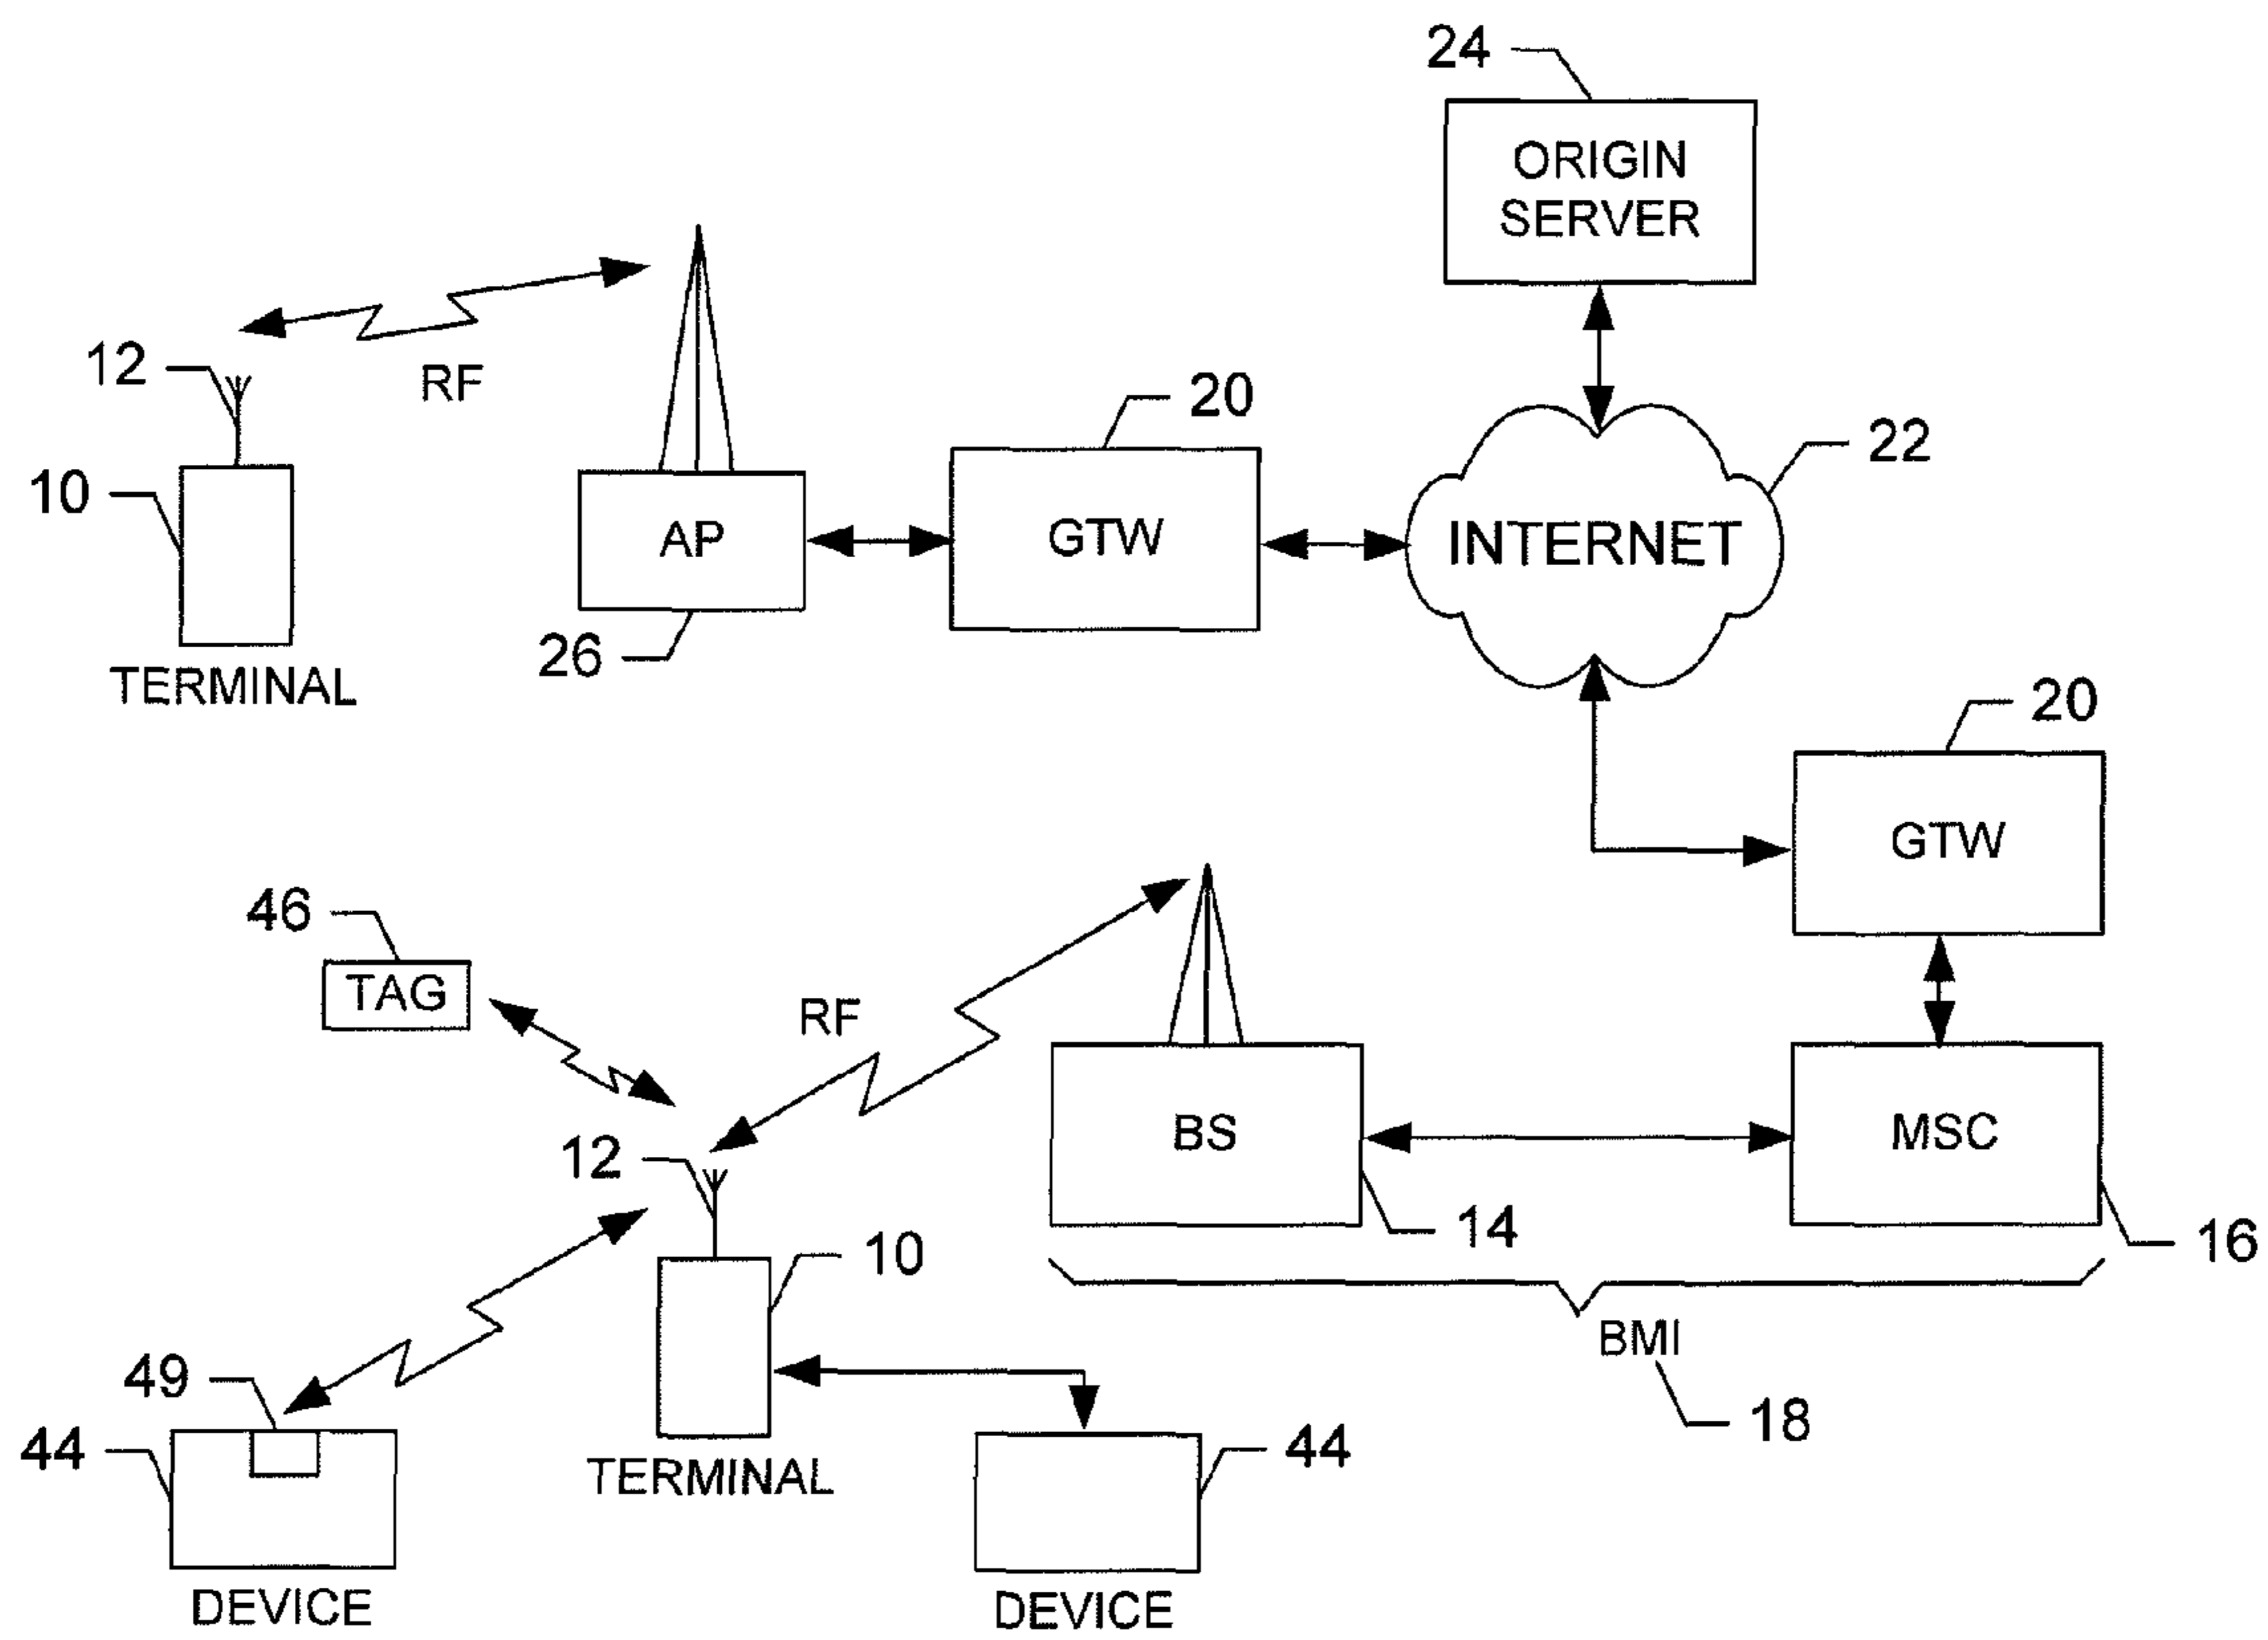 24
ORIGIN
SERVER
12
RF
20
22
10
AP
GTW
INTERNET
26
TERMINAL
20
GTW
46
TAG
RF
BS
MSC
12
14
10
16
BMI
49
18
44
44
TERMINAL
DEVICE
DEVICE